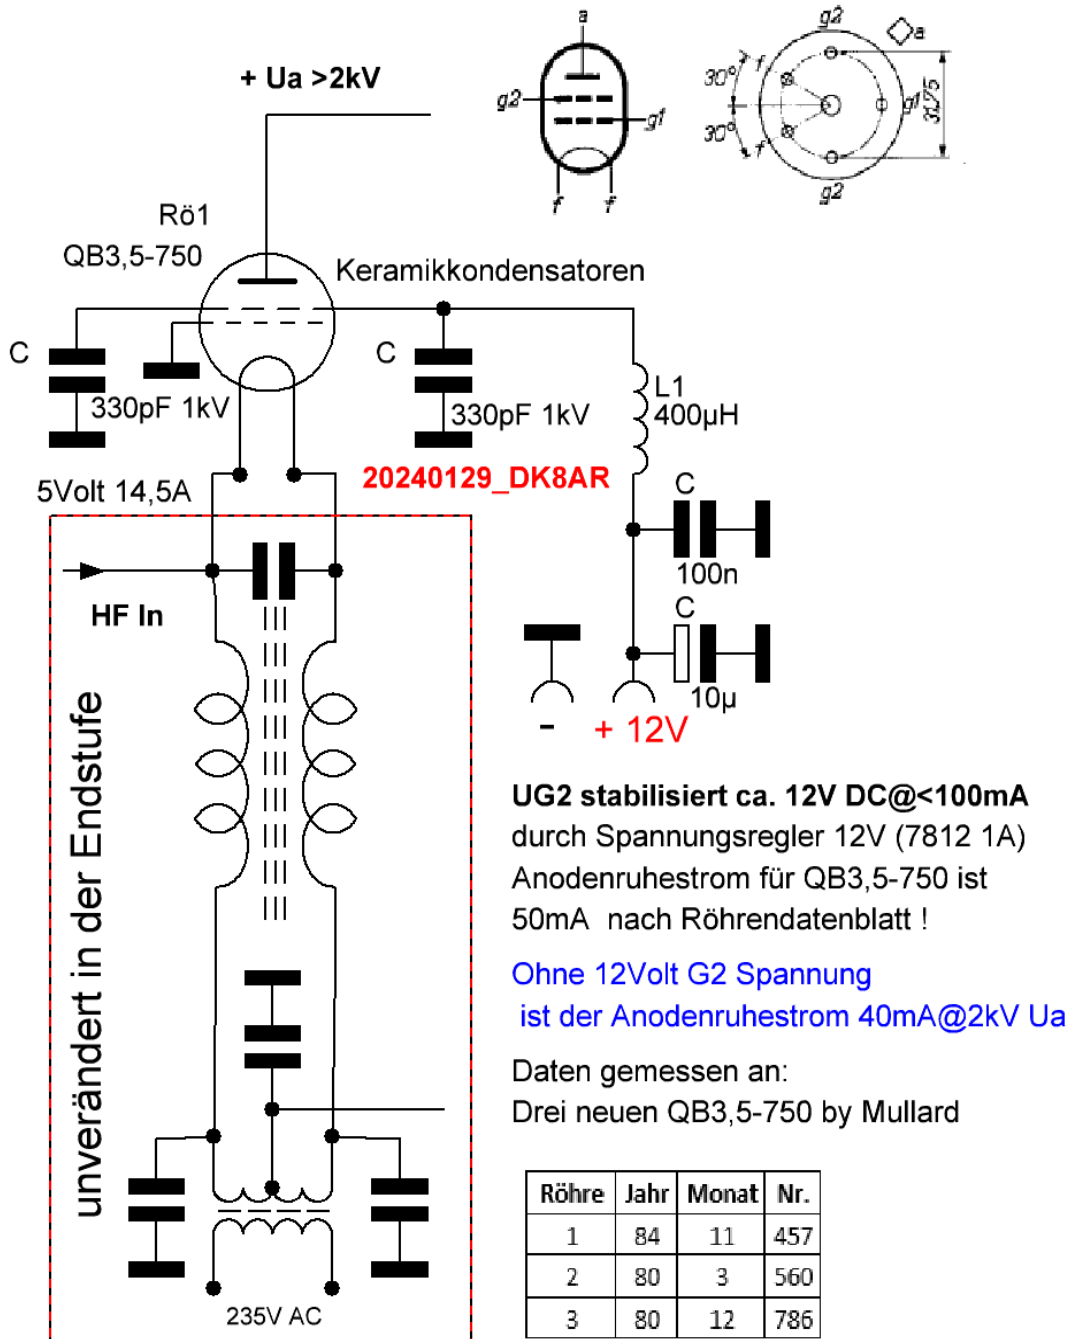 a
g2
g1
f f
g2
a
30°
f
g1
31,75
30°
f
g2
+ Ua >2kV
Rö1
QB3,5-750
Keramikkondensatoren
C
330pF 1kV
C
330pF 1kV
L1
400µH
5Volt 14,5A
20240129_DK8AR
C
100n
C
10µ
HF In
- + 12V
unverändert in der Endstufe
UG2 stabilisiert ca. 12V DC@<100mA
durch Spannungsregler 12V (7812 1A)
Anodenruhestrom für QB3,5-750 ist
50mA nach Röhrendatenblatt !
Ohne 12Volt G2 Spannung
ist der Anodenruhestrom 40mA@2kV Ua
Daten gemessen an:
Drei neuen QB3,5-750 by Mullard
Röhre Jahr Monat Nr.
1 84 11 457
2 80 3 560
3 80 12 786
235V AC